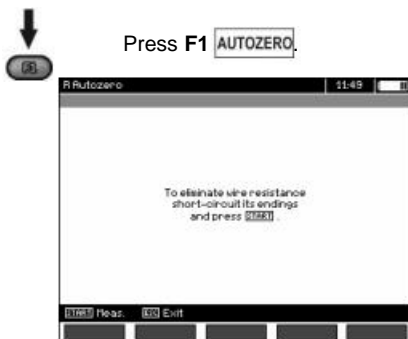 Press F1 AUTOZERO.
R Autozero 11:49
To eliminate wire resistance
short-circuit its endings
and press START .
START Meas. ESC Exit